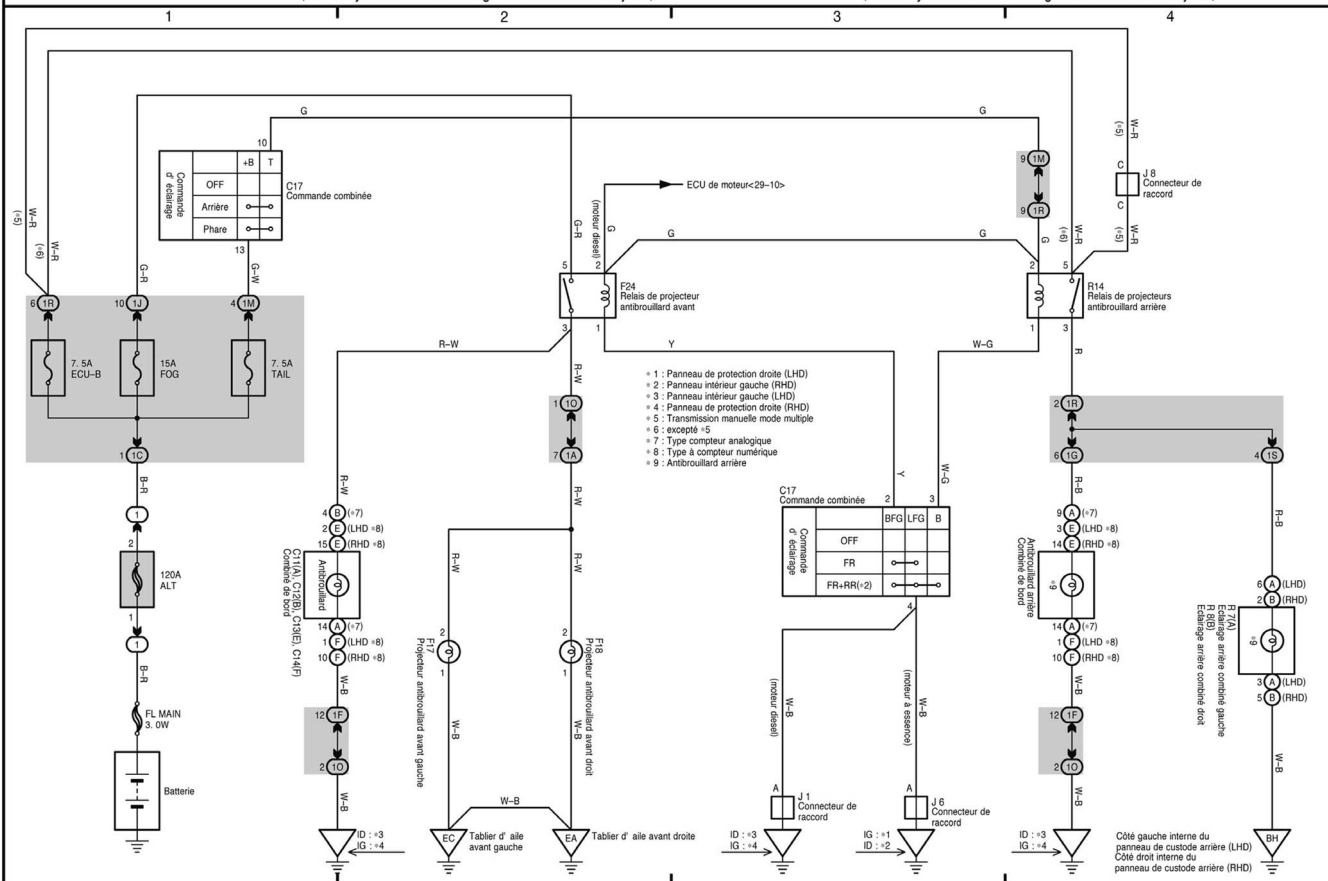 1
2
3
4
G
G
W-R
(*5)
10
+B
T
Commande
d' éclairage
OFF
Arrière
Phare
C17
Commande combinée
13
G-W
W-R
(*5)
W-R
(*6)
G-R
ECU de moteur<29-10>
(moteur diesel)
G
G-R
G
G
9 1M
9 1R
G
(*6)
W-R
C
J 8
Connecteur de
raccord
C
(*5)
W-R
5
2
F24
Relais de projecteur
antibrouillard avant
3
1
2
5
R14
Relais de projecteurs
antibrouillard arrière
1
3
6 1R
10 1J
4 1M
7. 5A
ECU-B
15A
FOG
7. 5A
TAIL
1 1C
R-W
R-W
Y
W-G
R
* 1 : Panneau de protection droite (LHD)
* 2 : Panneau intérieur gauche (RHD)
* 3 : Panneau intérieur gauche (LHD)
* 4 : Panneau de protection droite (RHD)
* 5 : Transmission manuelle mode multiple
* 6 : excepté *5
* 7 : Type compteur analogique
* 8 : Type à compteur numérique
* 9 : Antibrouillard arrière
1 1O
7 1A
2 1R
6 1G
4 1S
B-R
1
2
120A
ALT
1
1
B-R
FL MAIN
3. 0W
Batterie
R-W
4 B (*7)
2 E (LHD *8)
15 E (RHD *8)
Antibrouillard
C11(A), C12(B), C13(E), C14(F)
Combiné de bord
14 A (*7)
1 F (LHD *8)
10 F (RHD *8)
W-B
12 1F
2 1O
W-B
ID : *3
IG : *4
R-W
R-W
R-W
2
F17
Projecteur antibrouillard avant gauche
1
W-B
2
F18
Projecteur antibrouillard avant droit
1
W-B
W-B
EC
Tablier d' aile
avant gauche
EA
Tablier d' aile avant droite
Y
W-G
C17
Commande combinée
2
3
BFG
LFG
B
Commande
d' éclairage
OFF
FR
FR+RR(*2)
4
(moteur diesel)
W-B
(moteur à essence)
W-B
A
J 1
Connecteur de
raccord
A
J 6
Connecteur de
raccord
ID : *3
IG : *4
IG : *1
ID : *2
R-B
9 A (*7)
3 E (LHD *8)
14 E (RHD *8)
Antibrouillard arrière
Combiné de bord
*9
14 A (*7)
1 F (LHD *8)
10 F (RHD *8)
W-B
12 1F
2 1O
W-B
ID : *3
IG : *4
R-B
6 A (LHD)
2 B (RHD)
R 7(A)
Eclairage arrière combiné gauche
R 8(B)
Eclairage arrière combiné droit
*9
3 A (LHD)
5 B (RHD)
W-B
Côté gauche interne du
panneau de custode arrière (LHD)
Côté droit interne du
panneau de custode arrière (RHD)
BH